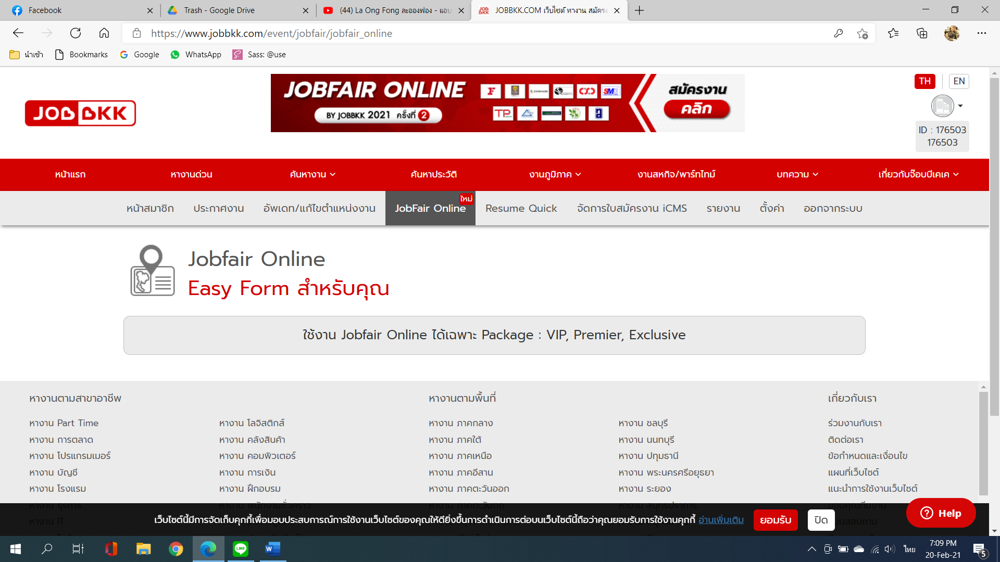 Facebook
Trash - Google Drive
(44) La Ong Fong ละอองฟอง - แอบ
JOBBKK.COM เว็บไซต์ หางาน สมัคร
https://www.jobbkk.com/event/jobfair/jobfair_online
นำเข้า
Bookmarks
Google
WhatsApp
Sass: @use
JOBBKK
JOBFAIR ONLINE
BY JOBBKK 2021 ครั้งที่ 2
สมัครงาน
คลิก
TH
EN
ID : 176503
176503
หน้าแรก
หางานด่วน
ค้นหางาน
ค้นหาประวัติ
งานภูมิภาค
งานสหกิจ/พาร์ทไทม์
บทความ
เกี่ยวกับจ๊อบบีเคเค
หน้าสมาชิก
ประกาศงาน
อัพเดท/แก้ไขตำแหน่งงาน
JobFair Online
ใหม่
Resume Quick
จัดการใบสมัครงาน iCMS
รายงาน
ตั้งค่า
ออกจากระบบ
Jobfair Online
Easy Form สำหรับคุณ
ใช้งาน Jobfair Online ได้เฉพาะ Package : VIP, Premier, Exclusive
หางานตามสาขาอาชีพ
หางาน Part Time
หางาน การตลาด
หางาน โปรแกรมเมอร์
หางาน บัญชี
หางาน โรงแรม
หางาน ธุรการ
หางาน IT
หางาน โลจิสติกส์
หางาน คลังสินค้า
หางาน คอมพิวเตอร์
หางาน การเงิน
หางาน ฝึกอบรม
หางาน พนักงานชั่วคราว
หางานตามพื้นที่
หางาน ภาคกลาง
หางาน ภาคใต้
หางาน ภาคเหนือ
หางาน ภาคอีสาน
หางาน ภาคตะวันออก
หางาน ภาคตะวันตก
หางาน ชลบุรี
หางาน นนทบุรี
หางาน ปทุมธานี
หางาน พระนครศรีอยุธยา
หางาน ระยอง
หางาน สมุทรปราการ
เกี่ยวกับเรา
ร่วมงานกับเรา
ติดต่อเรา
ข้อกำหนดและเงื่อนไข
แผนที่เว็บไซต์
แนะนำการใช้งานเว็บไซต์
ขอบคุณทีมงาน
เว็บไซต์นี้มีการจัดเก็บคุกกี้เพื่อมอบประสบการณ์การใช้งานเว็บไซต์ของคุณให้ดียิ่งขึ้นการดำเนินการต่อบนเว็บไซต์นี้ถือว่าคุณยอมรับการใช้งานคุกกี้ อ่านเพิ่มเติม
ยอมรับ
ปิด
Help
ไทย
7:09 PM
20-Feb-21
5